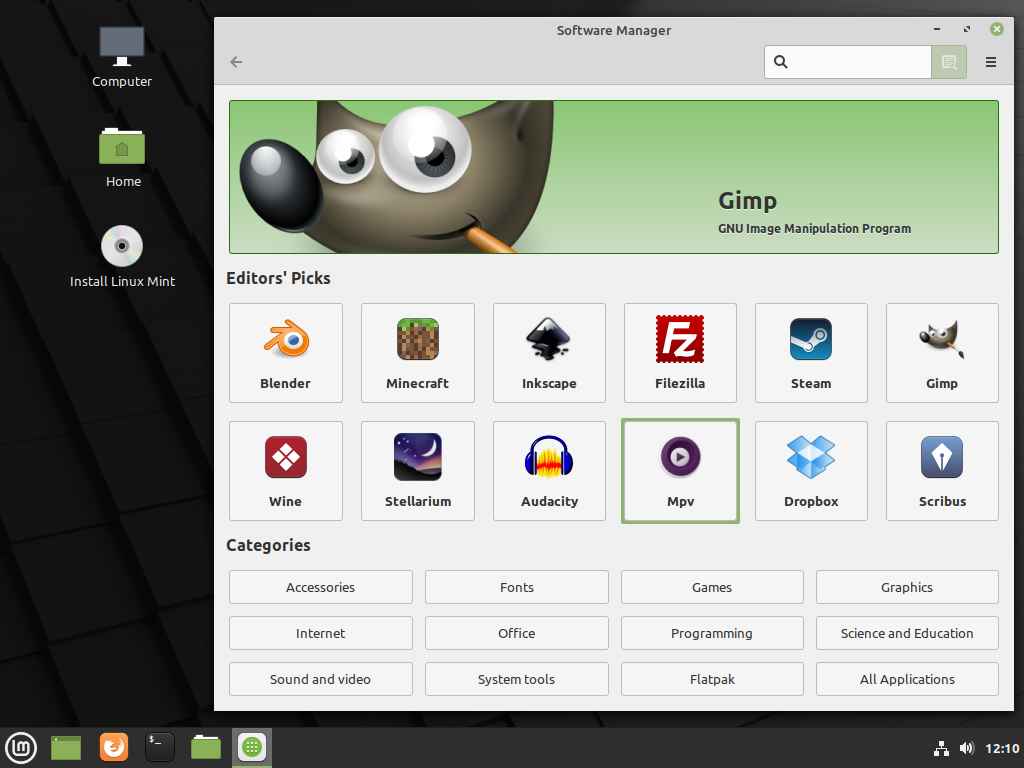 Software Manager
Computer
Home
Install Linux Mint
Gimp
GNU Image Manipulation Program
Editors' Picks
Blender
Minecraft
Inkscape
Fz
Filezilla
Steam
Gimp
Wine
Stellarium
Audacity
Mpv
Dropbox
Scribus
Categories
Accessories
Fonts
Games
Graphics
Internet
Office
Programming
Science and Education
Sound and video
System tools
Flatpak
All Applications
$_
12:10